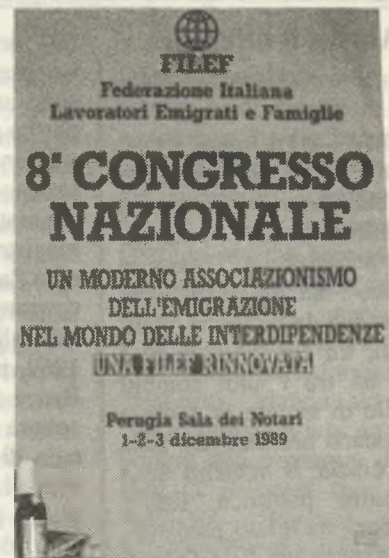 FILEF
Federazione Italiana
Lavoratori Emigrati e Famiglie
8° CONGRESSO
NAZIONALE
UN MODERNO ASSOCIAZIONISMO
DELL'EMIGRAZIONE
NEL MONDO DELLE INTERDIPENDENZE
UNA FILEF RINNOVATA
Perugia Sala dei Notari
1-2-3 dicembre 1989